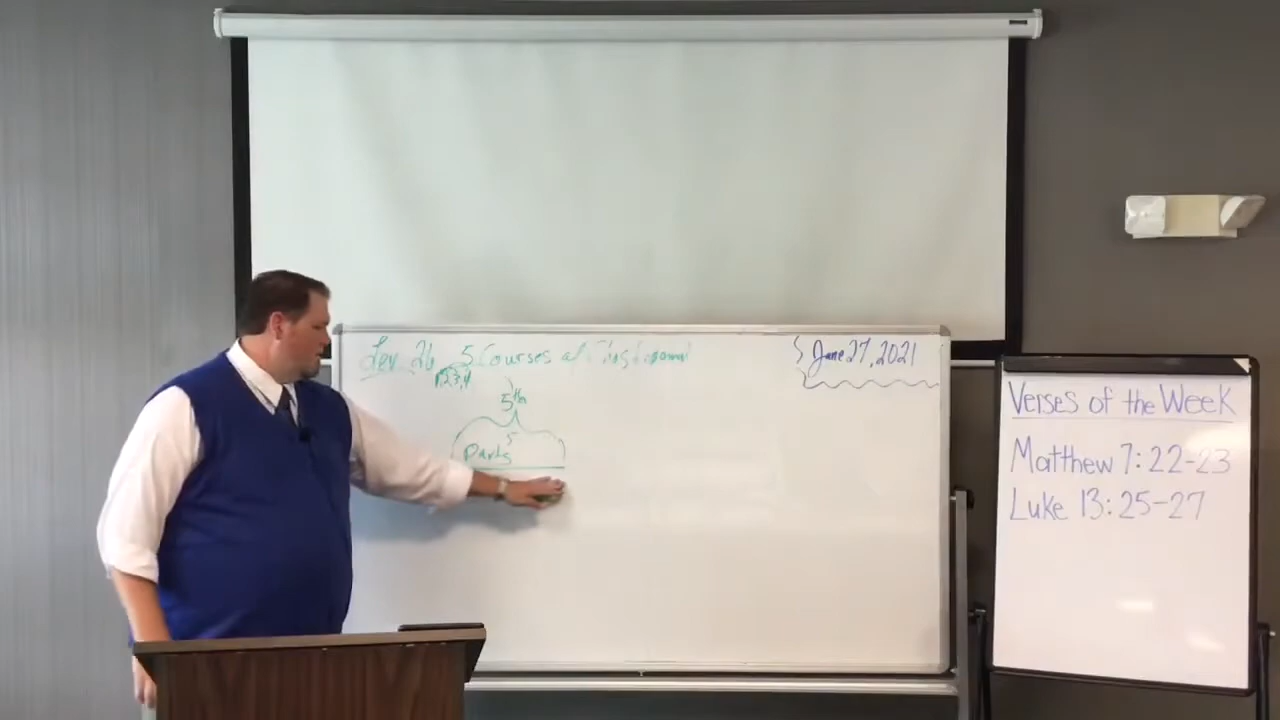 Lev. 26 5 Courses of Chastisement
1,2,3,4
5th
5
Parts
June 27, 2021
Verses of the Week
Matthew 7:22-23
Luke 13:25-27